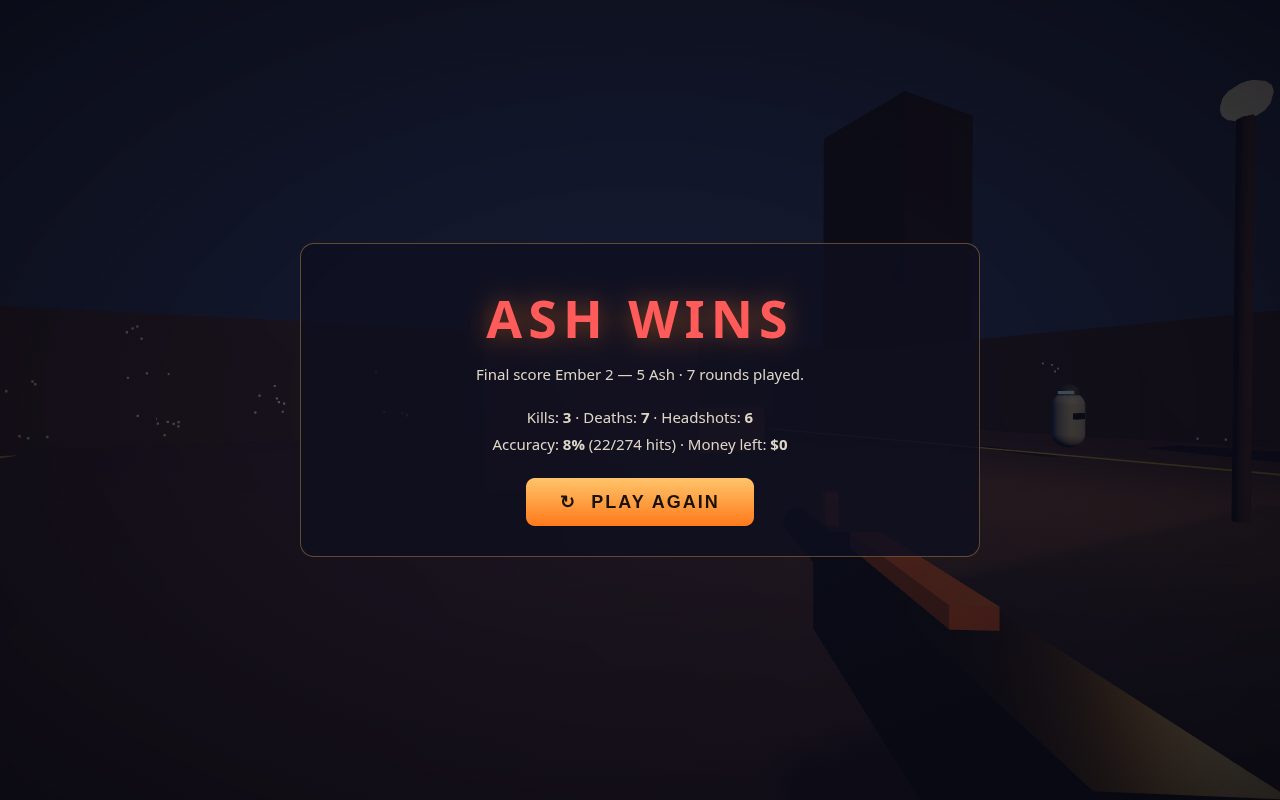 ASH WINS
Final score Ember 2 — 5 Ash · 7 rounds played.
Kills: 3 · Deaths: 7 · Headshots: 6
Accuracy: 8% (22/274 hits) · Money left: $0
↻ PLAY AGAIN